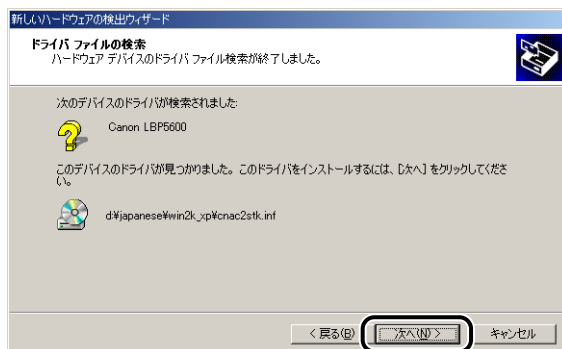 新しいハードウェアの検出ウィザード
ドライバ ファイルの検索
ハードウェア デバイスのドライバ ファイル検索が終了しました。
次のデバイスのドライバが検索されました:
Canon LBP5600
このデバイスのドライバが見つかりました。このドライバをインストールするには、[次へ] をクリックしてくださ
い。
d:¥japanese¥win2k_xp¥cnac2stk.inf
< 戻る(B) 次へ(N) > キャンセル